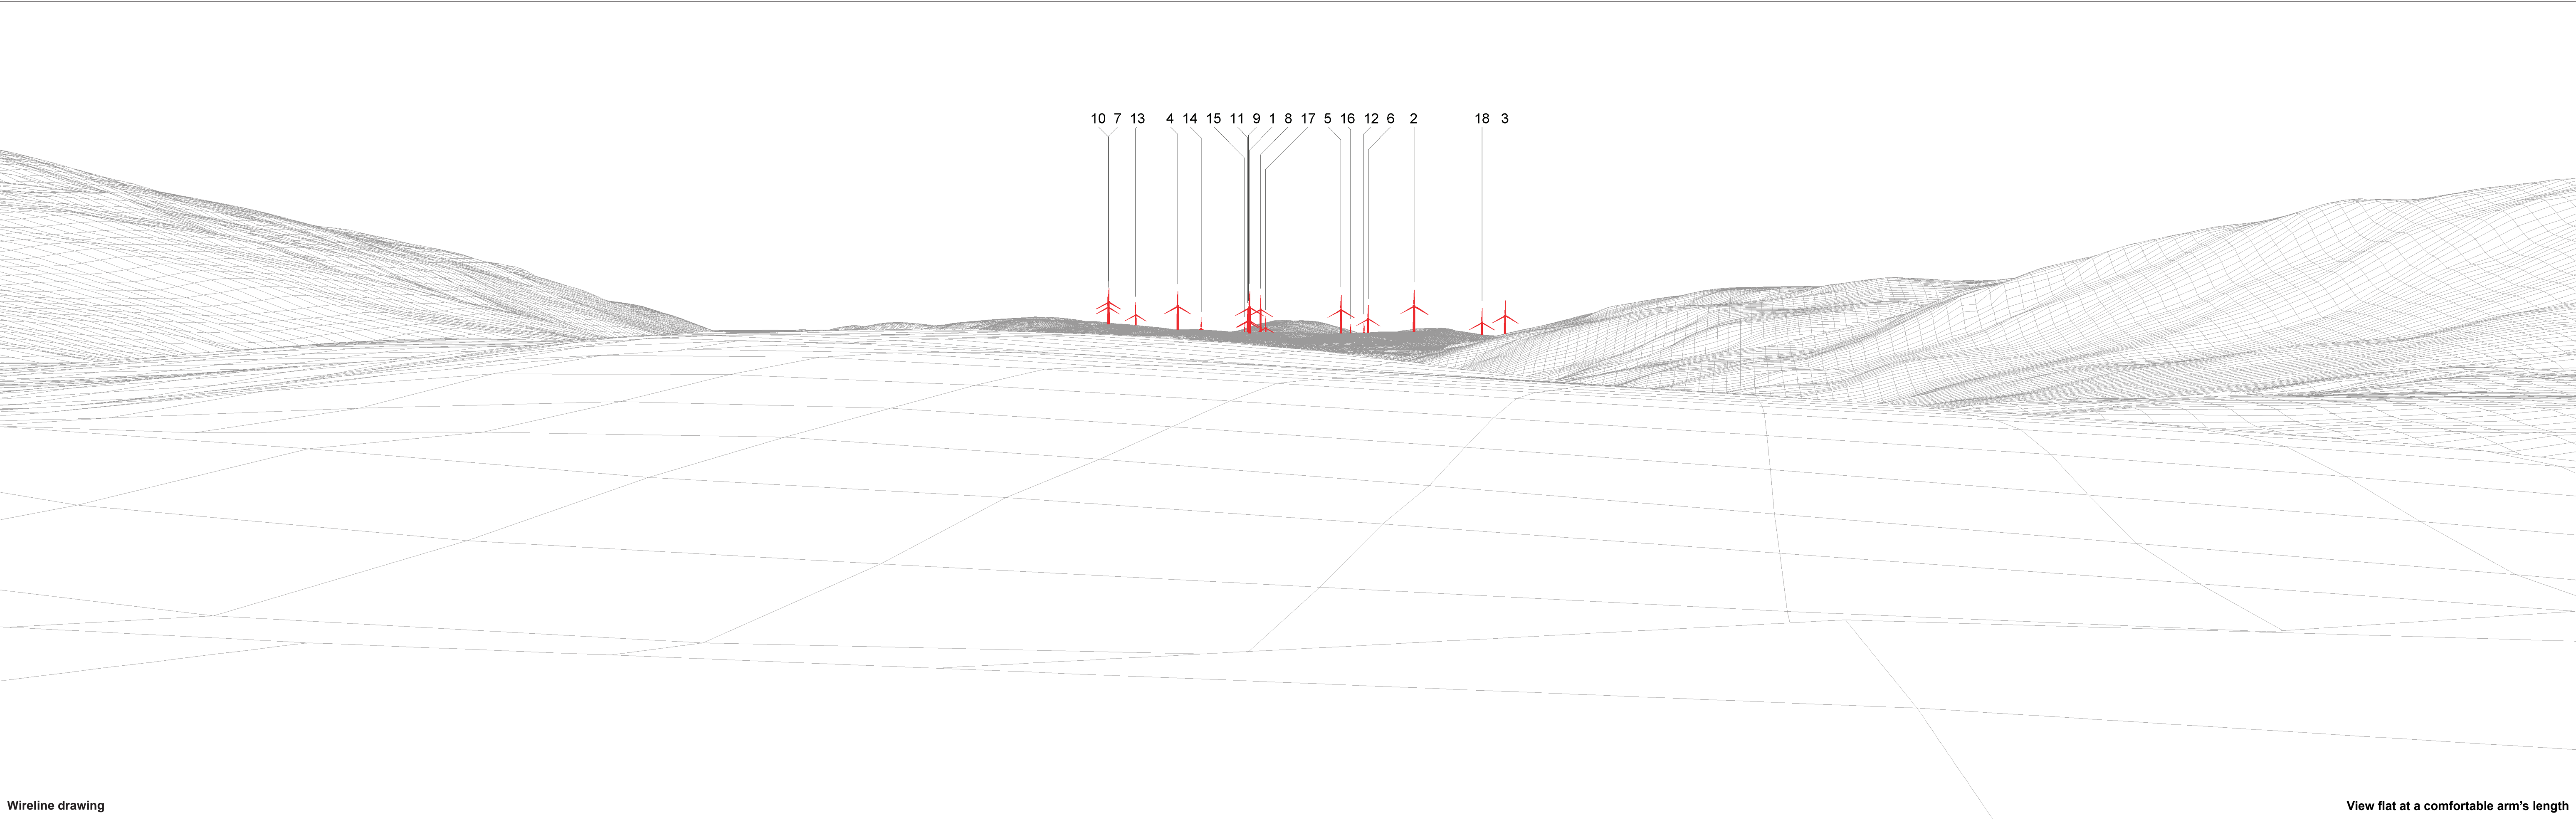 10 7 13 4 14 15 11 9 1 8 17 5 16 12 6 2 18 3
Wireline drawing
View flat at a comfortable arm's length